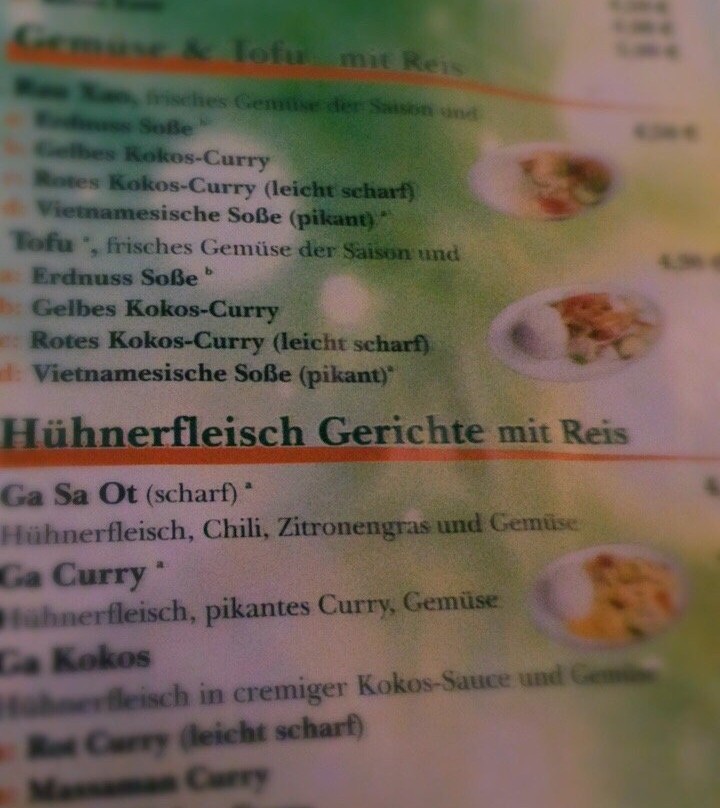 Gemüse & Tofu mit Reis
Rau Xao, frisches Gemüse der Saison und
a: Erdnuss Soße b
b: Gelbes Kokos-Curry
c: Rotes Kokos-Curry (leicht scharf)
d: Vietnamesische Soße (pikant) a
Tofu a, frisches Gemüse der Saison und
a: Erdnuss Soße b
b: Gelbes Kokos-Curry
c: Rotes Kokos-Curry (leicht scharf)
d: Vietnamesische Soße (pikant) a
Hühnerfleisch Gerichte mit Reis
Ga Sa Ot (scharf) a
Hühnerfleisch, Chili, Zitronengras und Gemüse
Ga Curry a
Hühnerfleisch, pikantes Curry, Gemüse
Ga Kokos
Hühnerfleisch in cremiger Kokos-Sauce und Gemüse
Rot Curry (leicht scharf)
Massaman Curry